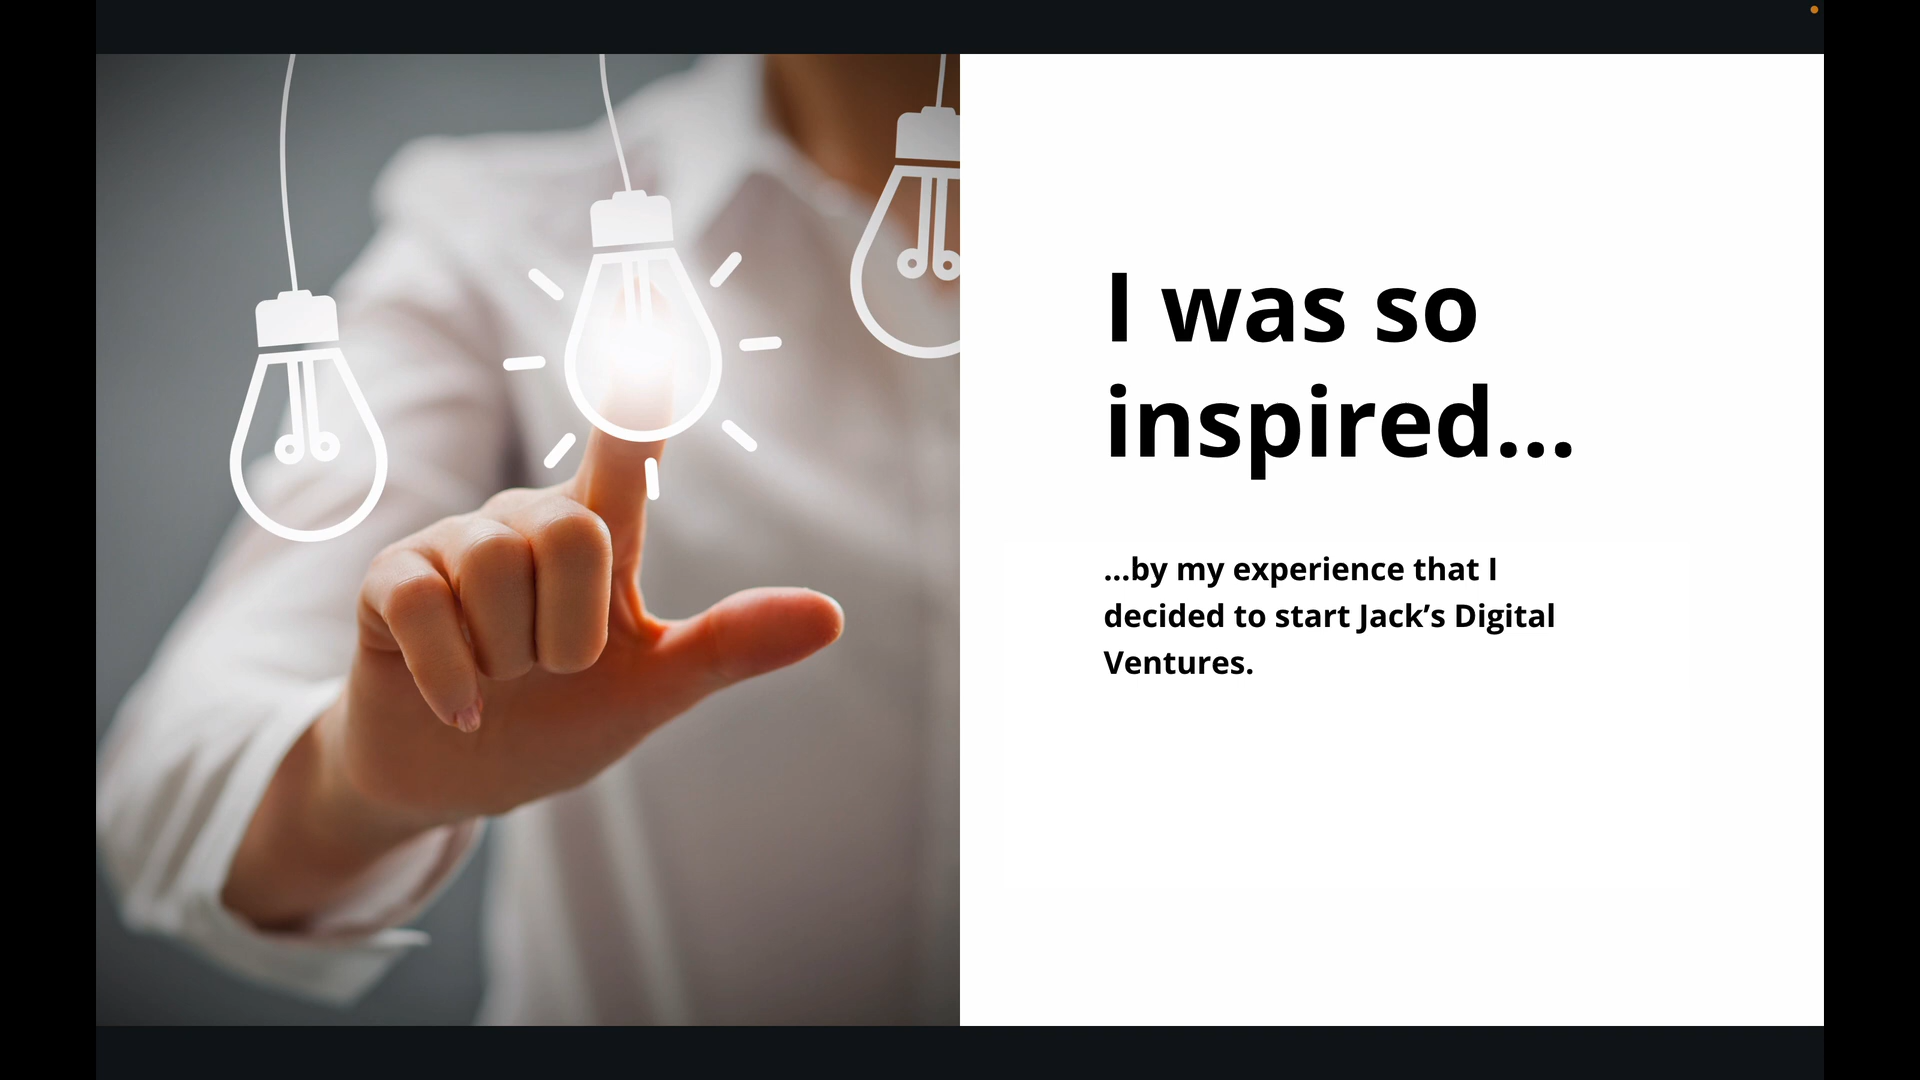 I was so
inspired...
...by my experience that I
decided to start Jack’s Digital
Ventures.